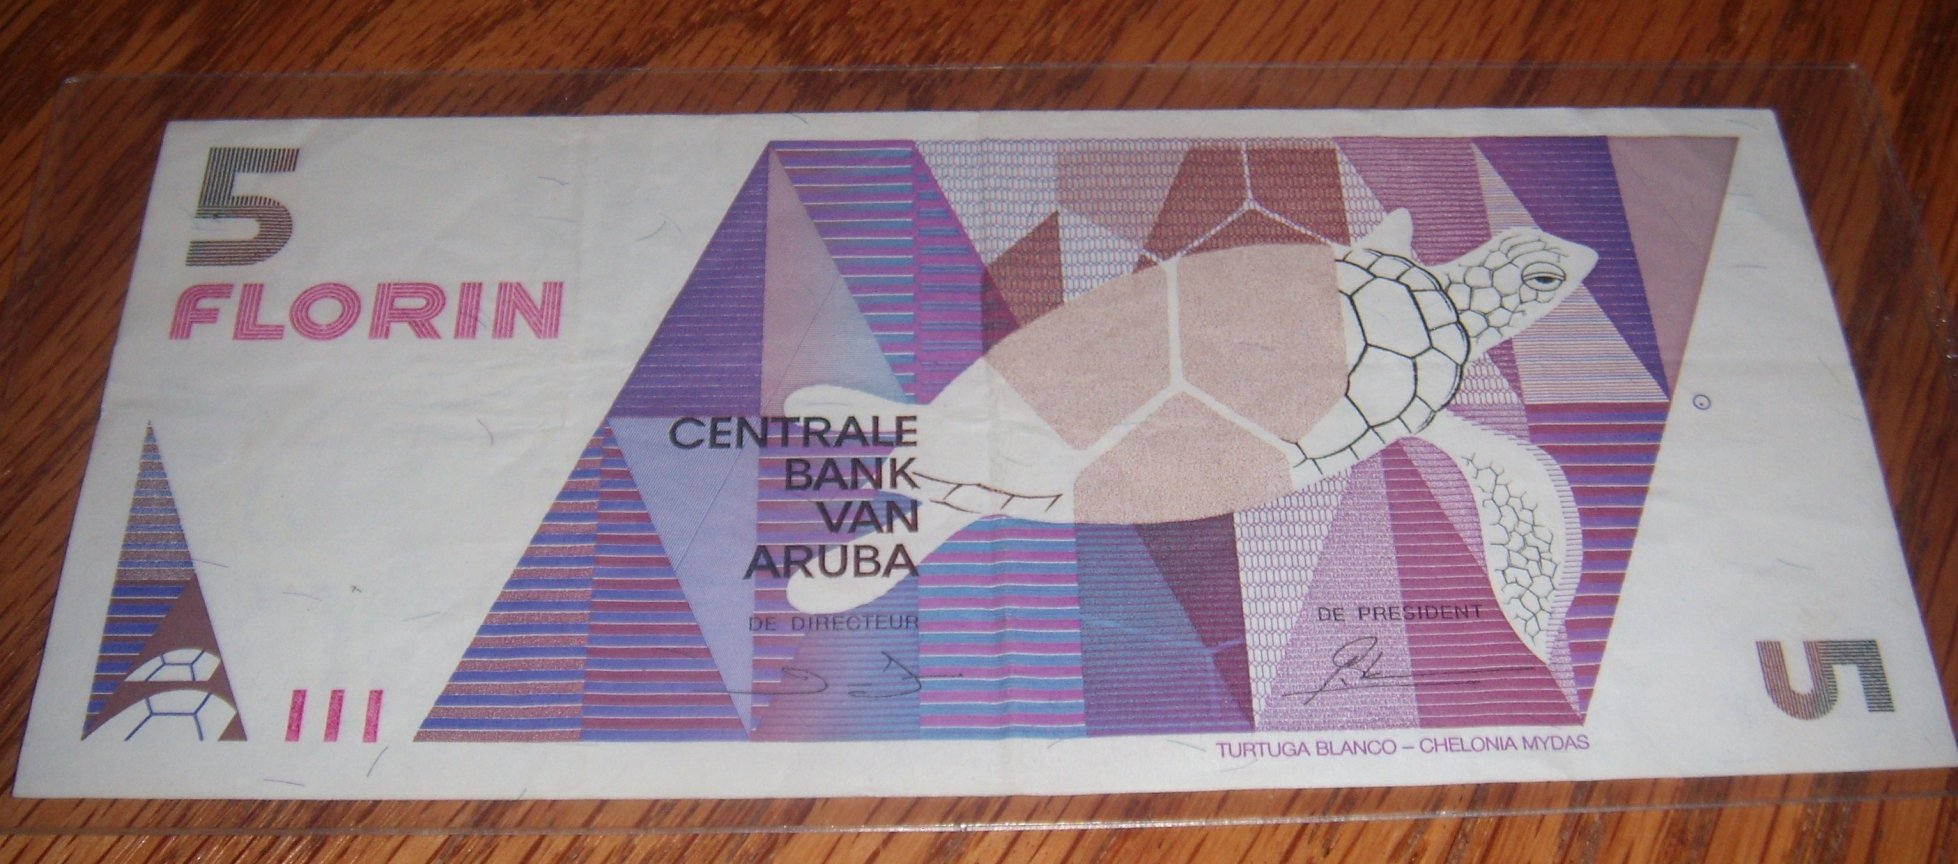 5
FLORIN
CENTRALE
BANK
VAN
ARUBA
DE DIRECTEUR
DE PRESIDENT
TURTUGA BLANCO – CHELONIA MYDAS
5